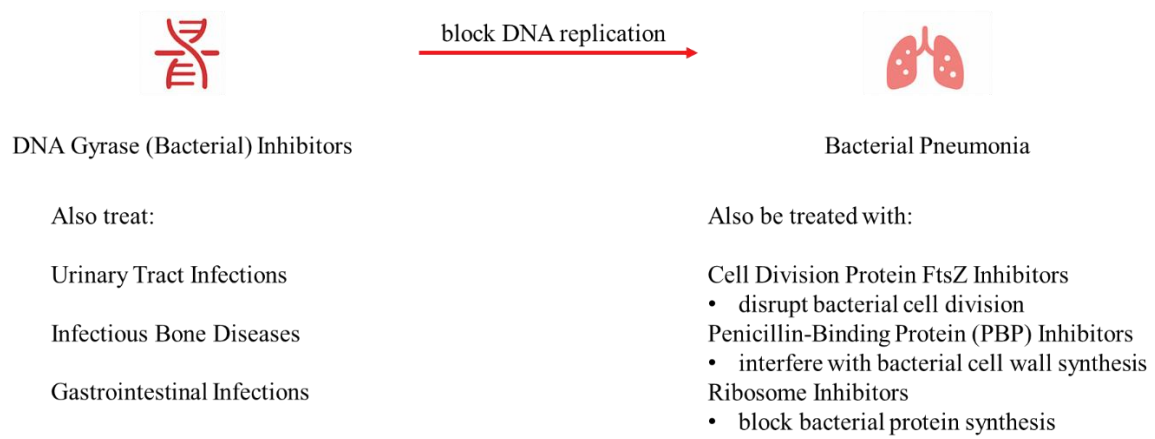 block DNA replication
DNA Gyrase (Bacterial) Inhibitors
Bacterial Pneumonia
Also treat:
Urinary Tract Infections
Infectious Bone Diseases
Gastrointestinal Infections
Also be treated with:
Cell Division Protein FtsZ Inhibitors
• disrupt bacterial cell division
Penicillin-Binding Protein (PBP) Inhibitors
• interfere with bacterial cell wall synthesis
Ribosome Inhibitors
• block bacterial protein synthesis